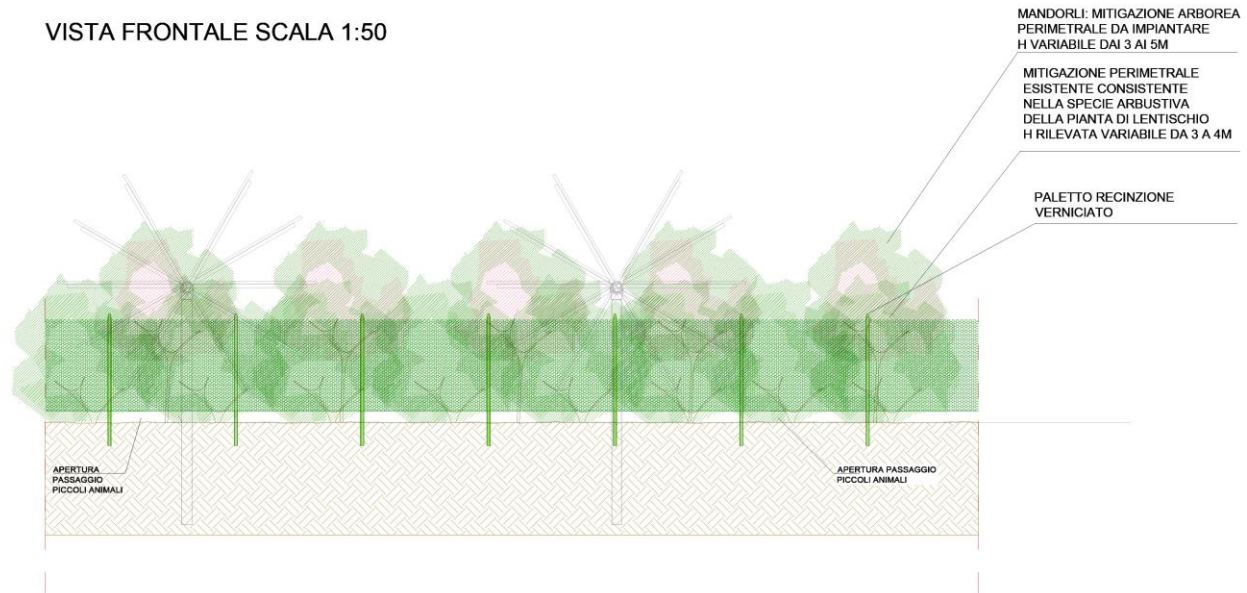 VISTA FRONTALE SCALA 1:50
MANDORLI: MITIGAZIONE ARBOREA
PERIMETRALE DA IMPIANTARE
H VARIABILE DAI 3 AI 5M
MITIGAZIONE PERIMETRALE
ESISTENTE CONSISTENTE
NELLA SPECIE ARBUSTIVA
DELLA PIANTA DI LENTISCHIO
H RILEVATA VARIABILE DA 3 A 4M
PALETTO RECINZIONE
VERNICIATO
APERTURA
PASSAGGIO
PICCOLI ANIMALI
APERTURA PASSAGGIO
PICCOLI ANIMALI